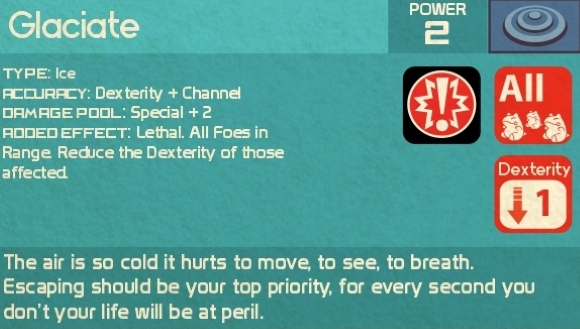 Glaciate
POWER
2
TYPE: Ice
ACCURACY: Dexterity + Channel
DAMAGE POOL: Special + 2
ADDED EFFECT: Lethal. All Foes in
Range. Reduce the Dexterity of those
affected.
All
Dexterity
1
The air is so cold it hurts to move, to see, to breath.
Escaping should be your top priority, for every second you
don't your life will be at peril.